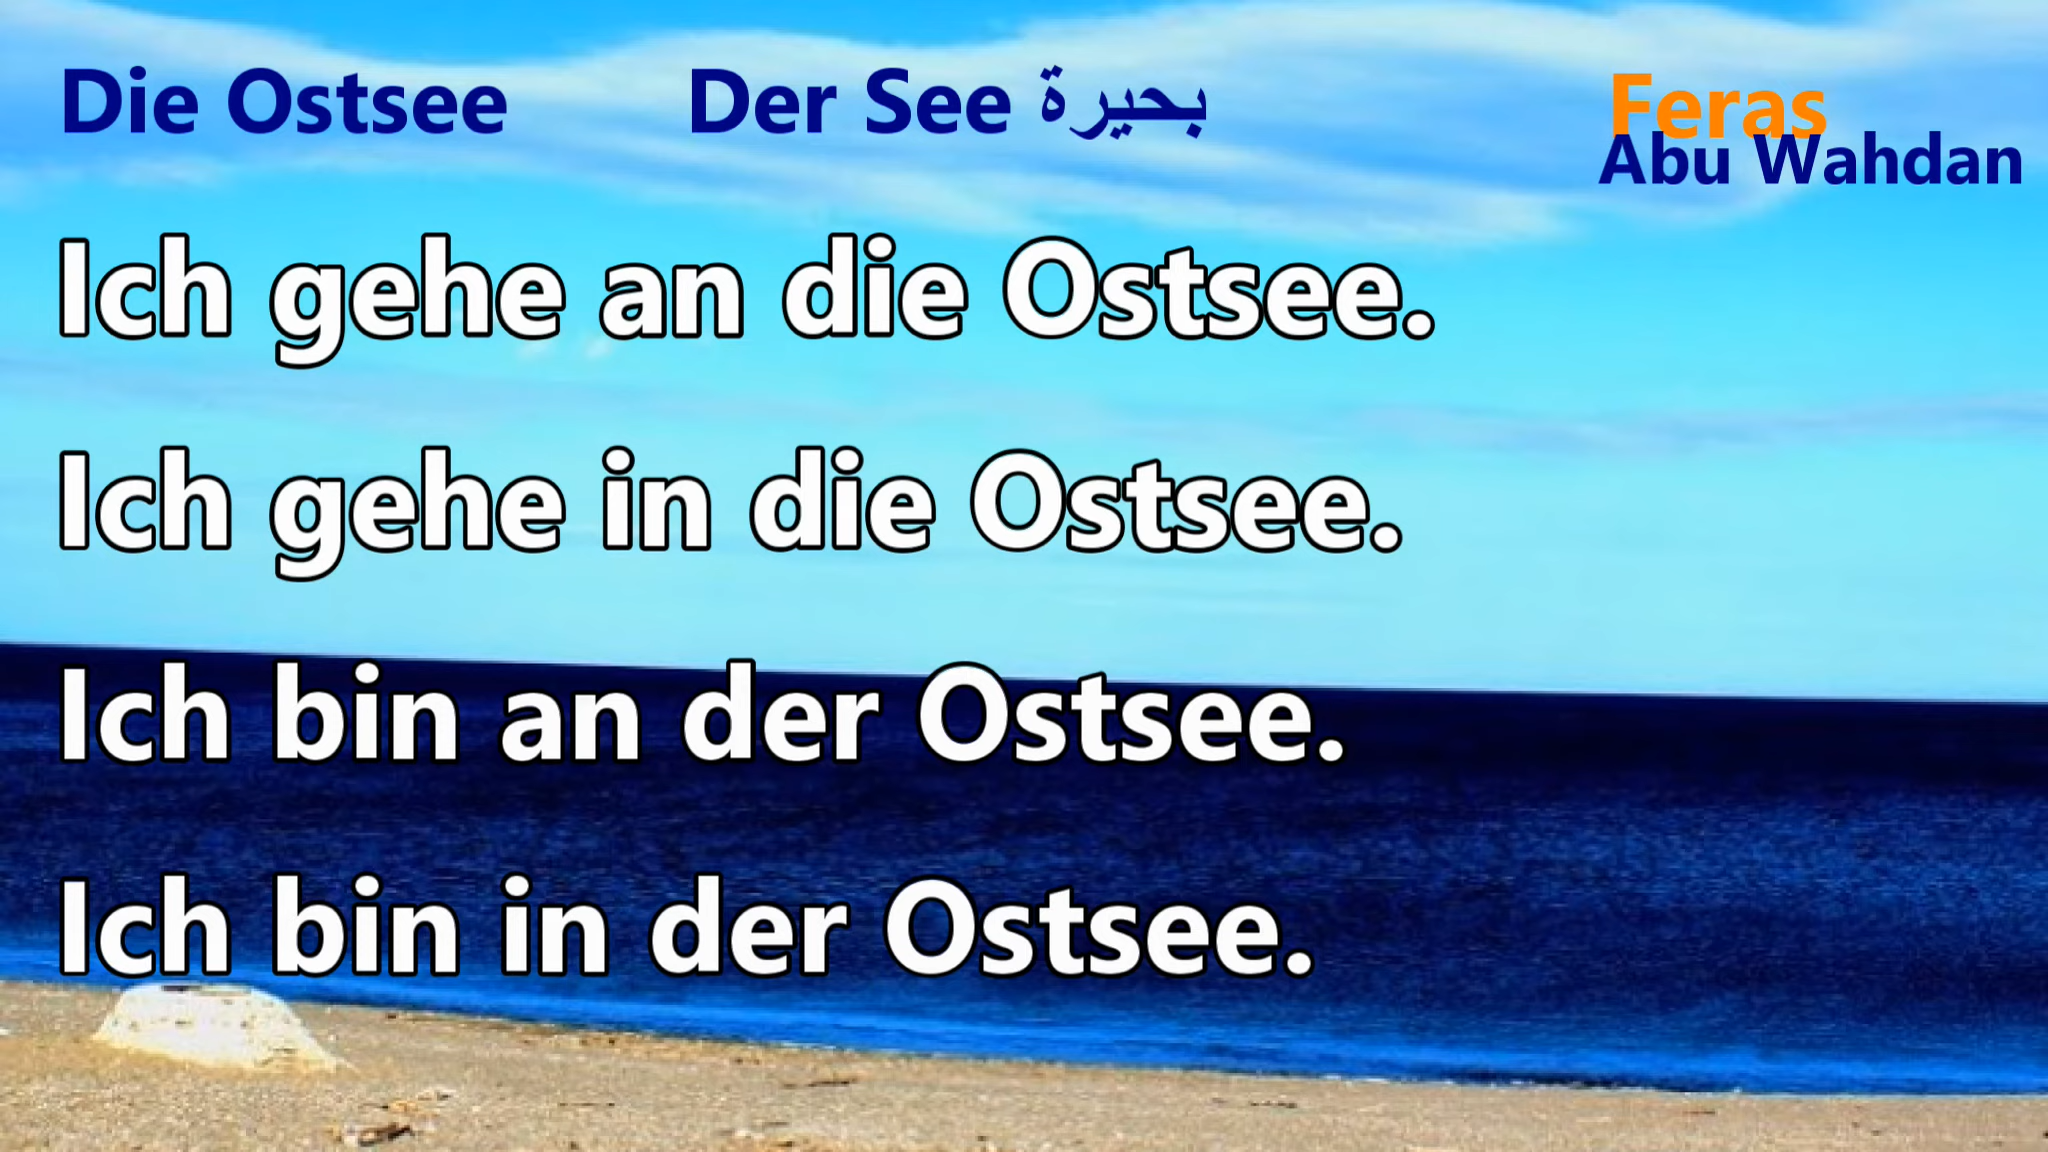 Die Ostsee
Der See بحيرة
Feras
Abu Wahdan
Ich gehe an die Ostsee.
Ich gehe in die Ostsee.
Ich bin an der Ostsee.
Ich bin in der Ostsee.